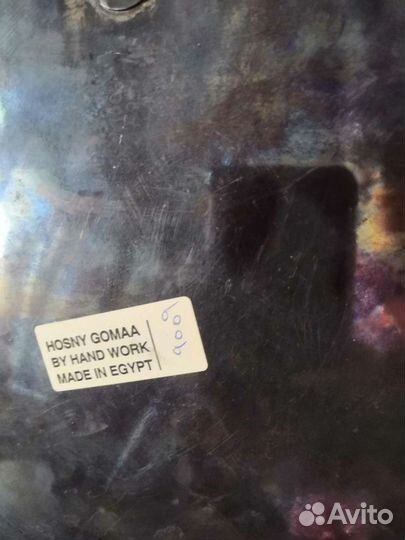 HOSNY GOMAA
BY HAND WORK
MADE IN EGYPT
Avito